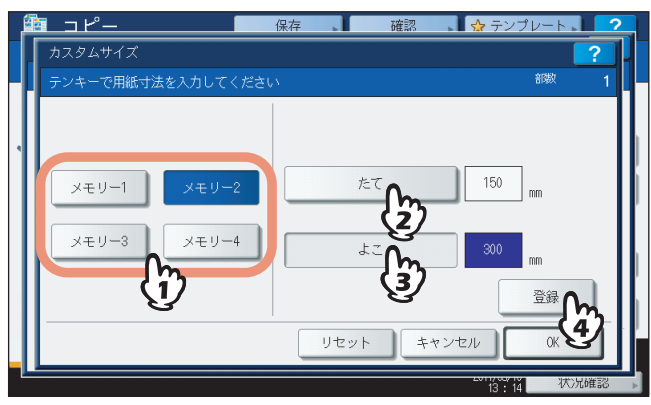 コピー 保存 確認 テンプレート ?
カスタムサイズ ?
テンキーで用紙寸法を入力してください 部数 1
メモリー1 メモリー2 たて 150 mm
2
メモリー3 メモリー4 よこ 300 mm
1 3
登録
4
リセット キャンセル OK
13 : 14 状況確認